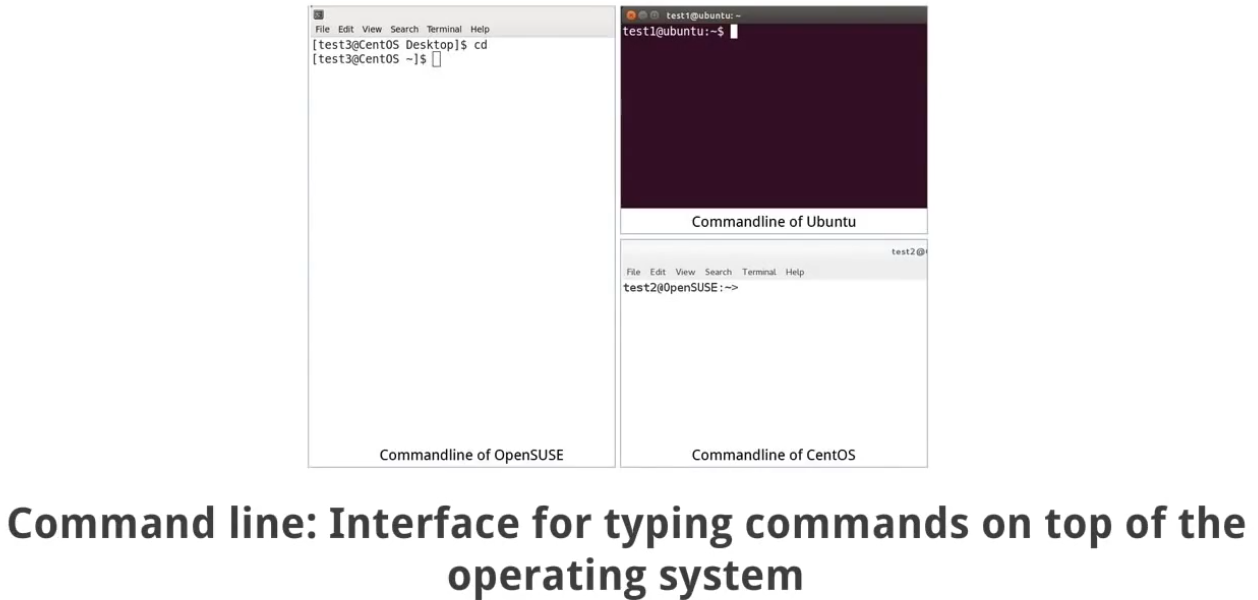 File Edit View Search Terminal Help
[test3@CentOS Desktop]$ cd
[test3@CentOS ~]$
Commandline of OpenSUSE
test1@ubuntu: ~
test1@ubuntu:~$
Commandline of Ubuntu
test2@
File Edit View Search Terminal Help
test2@OpenSUSE:~>
Commandline of CentOS
Command line: Interface for typing commands on top of the
operating system